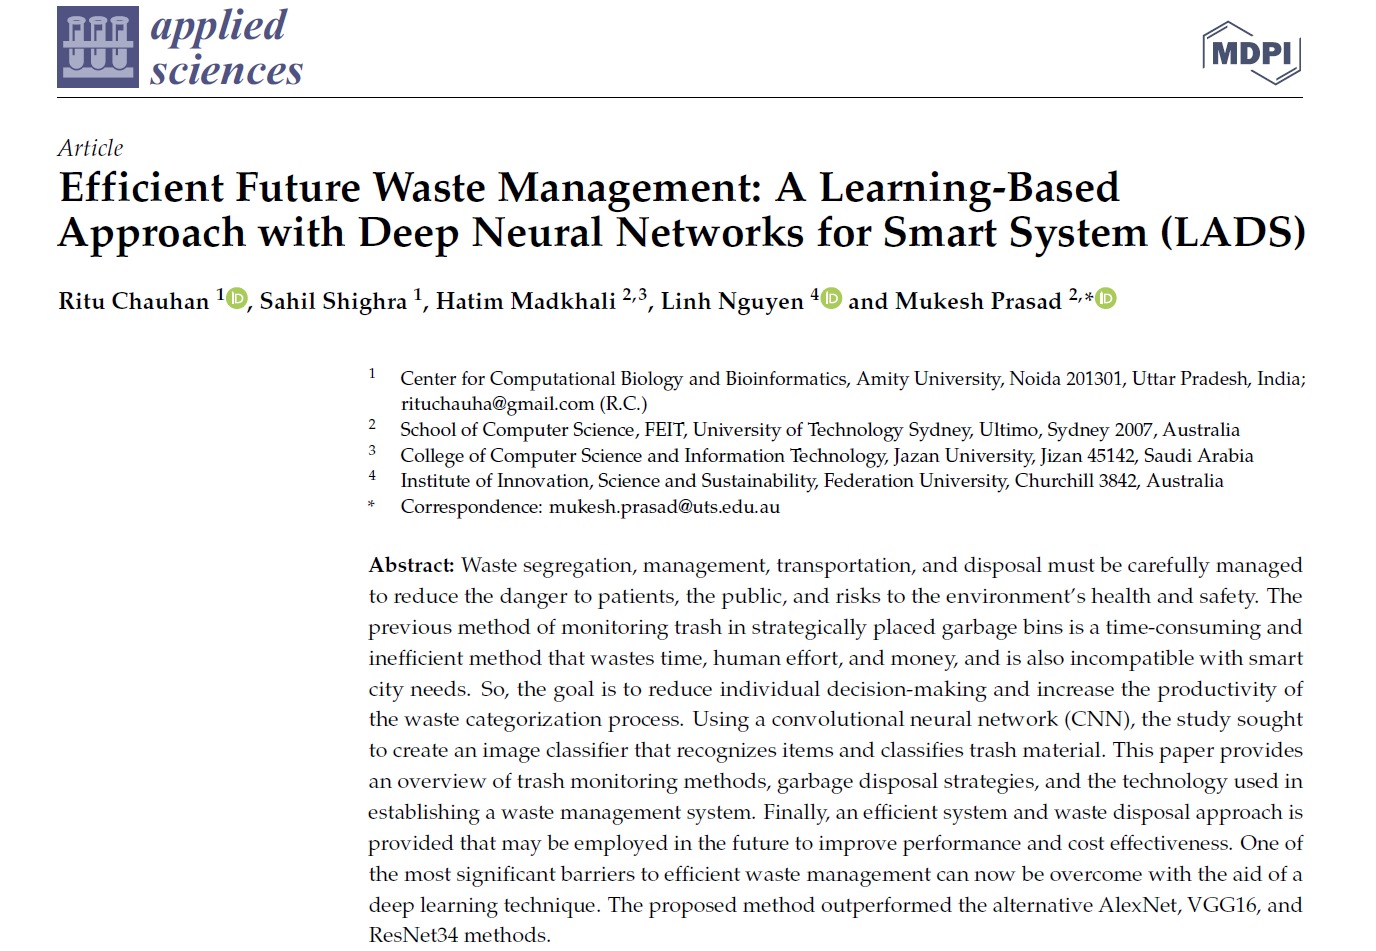 applied
sciences
MDPI
Article
Efficient Future Waste Management: A Learning-Based
Approach with Deep Neural Networks for Smart System (LADS)
Ritu Chauhan 1 iD, Sahil Shighra 1, Hatim Madkhali 2,3, Linh Nguyen 4 iD and Mukesh Prasad 2,* iD
1 Center for Computational Biology and Bioinformatics, Amity University, Noida 201301, Uttar Pradesh, India;
rituchauha@gmail.com (R.C.)
2 School of Computer Science, FEIT, University of Technology Sydney, Ultimo, Sydney 2007, Australia
3 College of Computer Science and Information Technology, Jazan University, Jizan 45142, Saudi Arabia
4 Institute of Innovation, Science and Sustainability, Federation University, Churchill 3842, Australia
* Correspondence: mukesh.prasad@uts.edu.au
Abstract: Waste segregation, management, transportation, and disposal must be carefully managed
to reduce the danger to patients, the public, and risks to the environment's health and safety. The
previous method of monitoring trash in strategically placed garbage bins is a time-consuming and
inefficient method that wastes time, human effort, and money, and is also incompatible with smart
city needs. So, the goal is to reduce individual decision-making and increase the productivity of
the waste categorization process. Using a convolutional neural network (CNN), the study sought
to create an image classifier that recognizes items and classifies trash material. This paper provides
an overview of trash monitoring methods, garbage disposal strategies, and the technology used in
establishing a waste management system. Finally, an efficient system and waste disposal approach is
provided that may be employed in the future to improve performance and cost effectiveness. One of
the most significant barriers to efficient waste management can now be overcome with the aid of a
deep learning technique. The proposed method outperformed the alternative AlexNet, VGG16, and
ResNet34 methods.